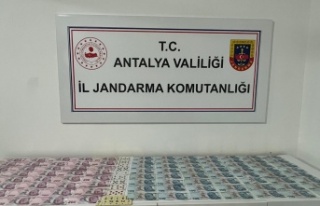 T.C.
ANTALYA VALİLİĞİ
İL JANDARMA KOMUTANLIĞI